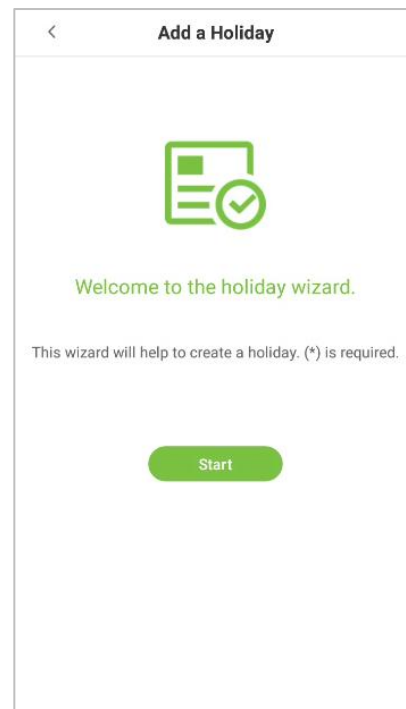 Add a Holiday
Welcome to the holiday wizard.
This wizard will help to create a holiday. (*) is required.
Start